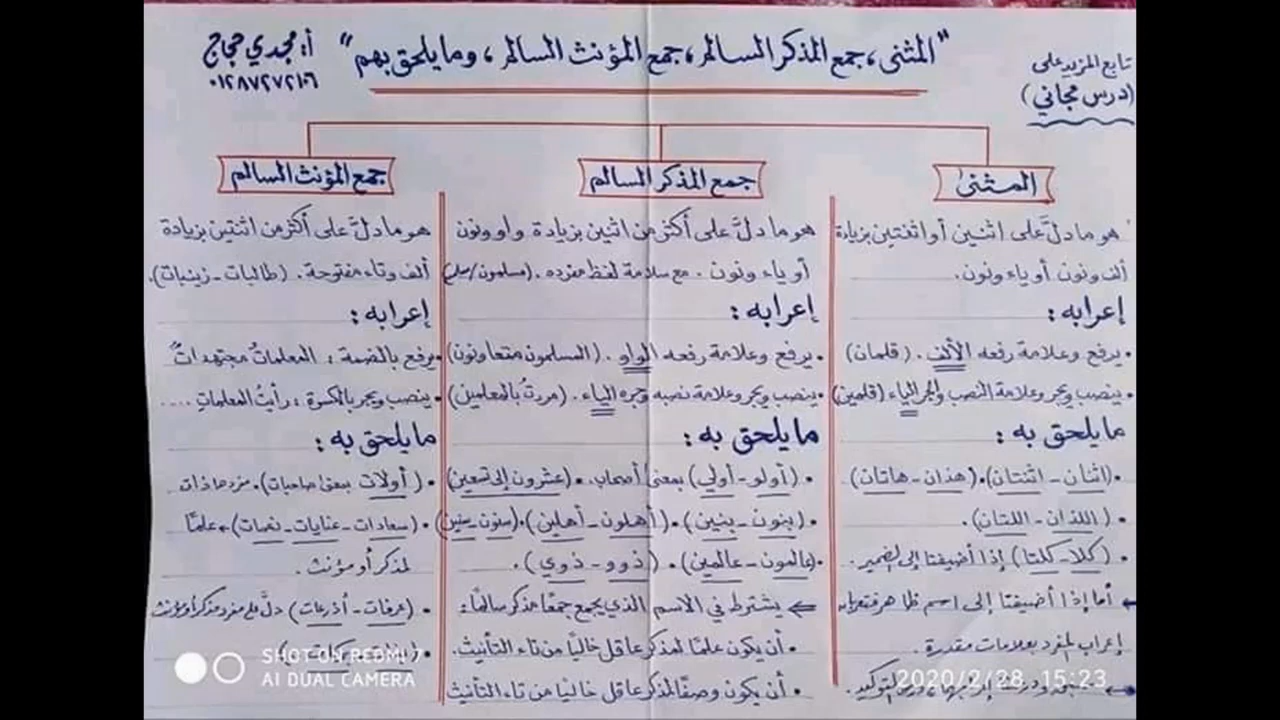 "المثنى، جمع المذكر السالم، جمع المؤنث السالم، وما يلحق بهم"
تابع المزيد على
(درس مجاني)
أ. مجدي حجاج
٠١٢٨٧٢٧٢١٠٦
المثنى
هو ما دلَّ على اثنين أو اثنتين بزيادة
ألف ونون أو ياء ونون.
إعرابه:
• يرفع وعلامة رفعه الألف. (قلمان)
• ينصب ويجر وعلامة النصب والجر الياء (قلمين)
ما يلحق به:
• (اثنان - اثنتان) • (هذان - هاتان)
• (اللذان - اللتان).
• (كلا - كلتا) إذا أضيفتا إلى الضمير.
أما إذا أضيفتا إلى اسم ظاهر فتعربان
إعراب المفرد بعلامات مقدرة.
التوكيد.
جمع المذكر السالم
هو ما دلَّ على أكثر من اثنين بزيادة واو ونون
أو ياء ونون. مع سلامة لفظ مفرده. (مسلمون/
إعرابه:
• يرفع وعلامة رفعه الواو. (المسلمون متعاونون)
• ينصب ويجر وعلامة نصبه وجره الياء. (مررتُ بالمعلمين)
ما يلحق به:
• (أولو - أولي) بمعنى أصحاب. • (عشرون إلى تسعين)
• (بنون - بنين) • (أهلون - أهلين) • (سنون - سنين)
• (عالمون - عالمين) • (ذوو - ذوي).
⇐ يشترط في الاسم الذي يجمع جمعًا مذكر سالمًا:
• أن يكون علمًا لمذكر عاقل خاليًا من تاء التأنيث.
• أن يكون وصفًا لمذكر عاقل خاليًا من تاء التأنيث
جمع المؤنث السالم
هو ما دلَّ على أكثر من اثنتين بزيادة
ألف وتاء مفتوحة. (طالبات - زينبات).
إعرابه:
• يرفع بالضمة: المعلماتُ مجتهداتٌ
• ينصب ويجر بالكسرة: رأيتُ المعلماتِ ....
ما يلحق به:
• (أولات بمعنى صاحبات). مفردها ذات
• (سعادات - عنايات - نعمات) علمًا
لمذكر أو مؤنث.
• (عرفات - أذرعات) دلَّ على مفرد مذكر أو مؤنث
SHOT ON REDMI 7
AI DUAL CAMERA
2020/2/28 15:23